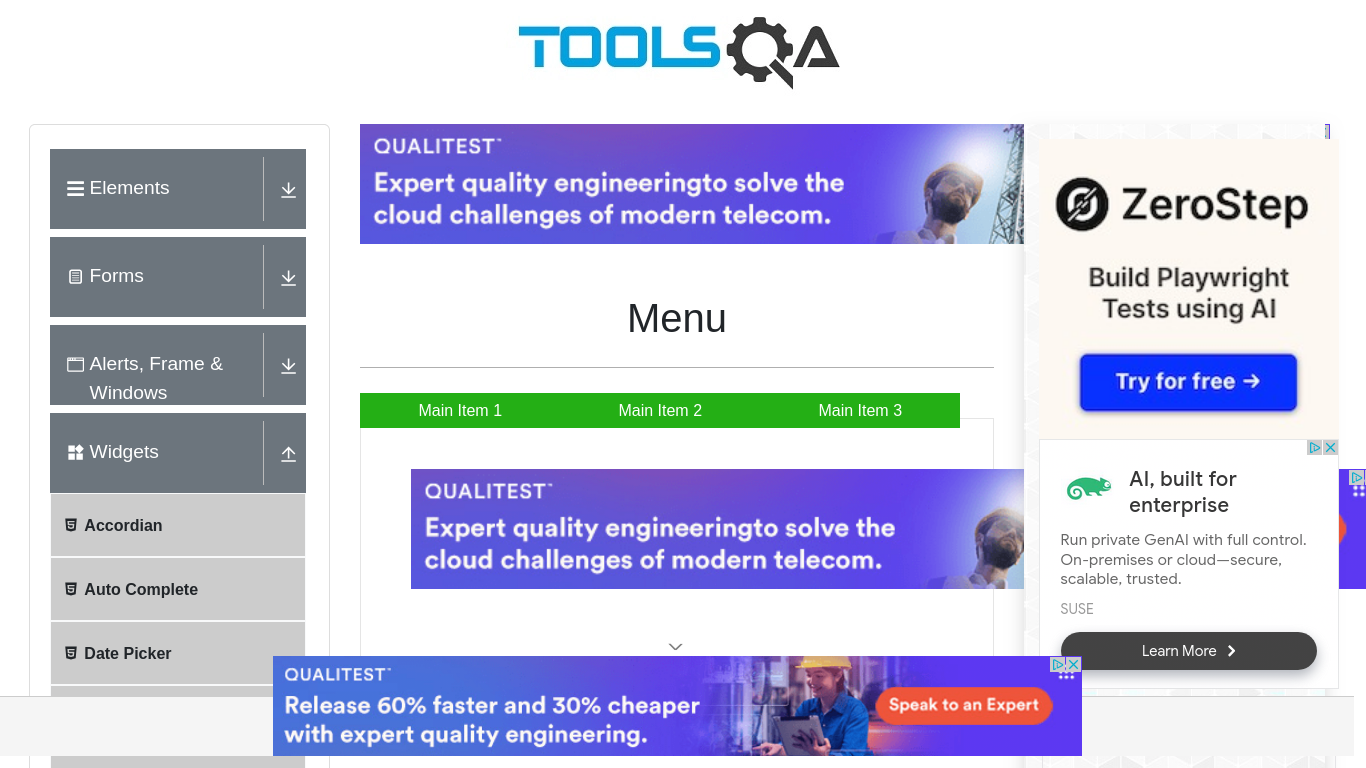 TOOLSQA
Elements
Forms
Alerts, Frame &
Windows
Widgets
Accordian
Auto Complete
Date Picker
QUALITEST™
Expert quality engineeringto solve the
cloud challenges of modern telecom.
Menu
Main Item 1
Main Item 2
Main Item 3
QUALITEST™
Expert quality engineeringto solve the
cloud challenges of modern telecom.
ZeroStep
Build Playwright
Tests using AI
Try for free →
AI, built for
enterprise
Run private GenAI with full control.
On-premises or cloud—secure,
scalable, trusted.
SUSE
Learn More
QUALITEST™
Release 60% faster and 30% cheaper
with expert quality engineering.
Speak to an Expert